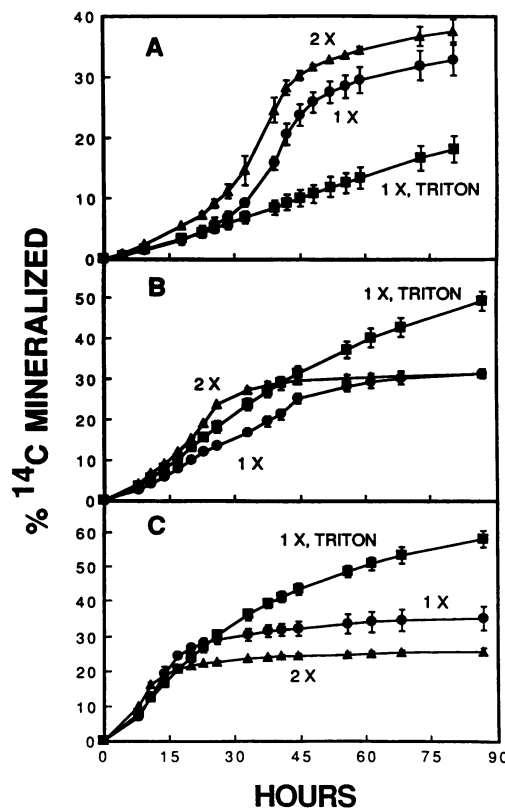 40
A
2 X
30
1 X
20
1 X, TRITON
10
0
B
1 X, TRITON
50
40
2 X
30
20
1 X
10
0
C
60
1 X, TRITON
50
40
1 X
30
20
2 X
10
0
0 15 30 45 60 75 90
HOURS
% 14C MINERALIZED